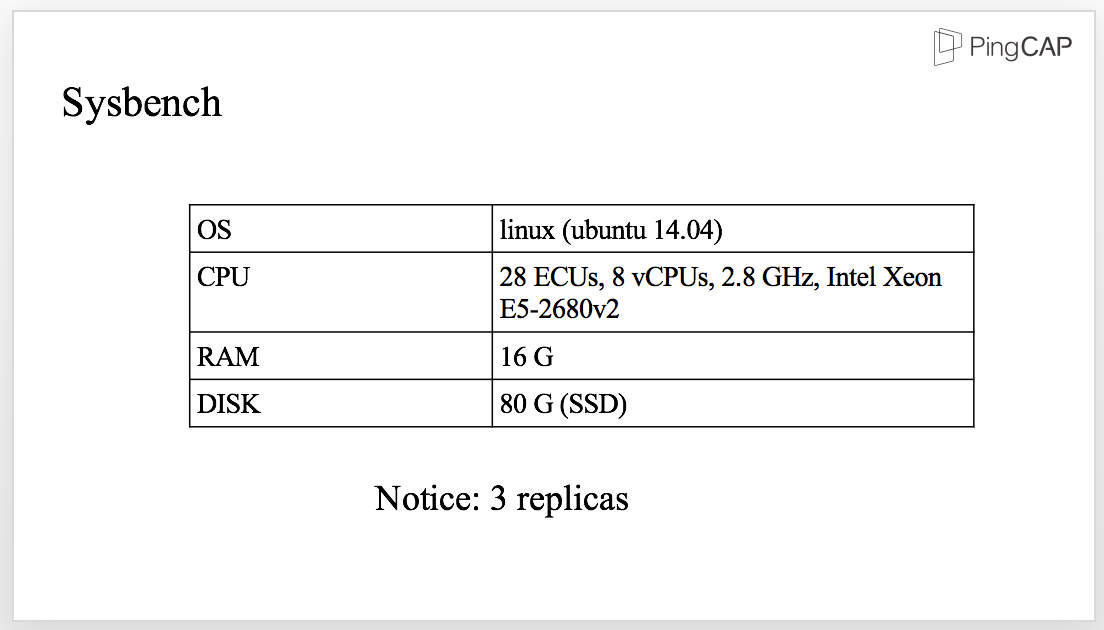 PingCAP
Sysbench
OS linux (ubuntu 14.04)
CPU 28 ECUs, 8 vCPUs, 2.8 GHz, Intel Xeon
E5-2680v2
RAM 16 G
DISK 80 G (SSD)
Notice: 3 replicas